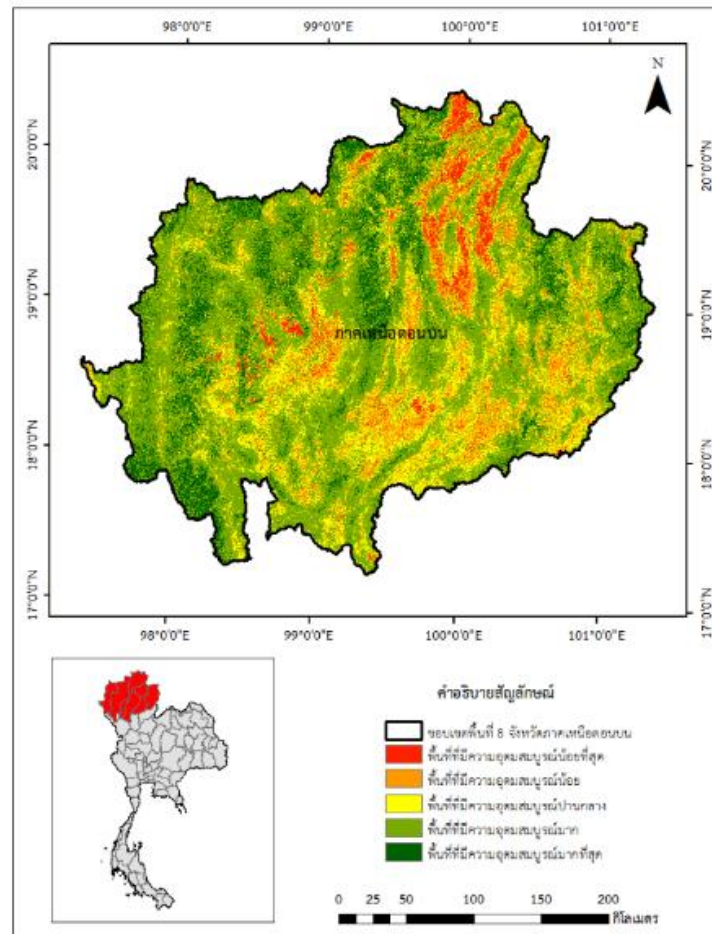 98°0'0"E 99°0'0"E 100°0'0"E 101°0'0"E
N
20°0'0"N 20°0'0"N
19°0'0"N 19°0'0"N
ภาคเหนือตอนบน
18°0'0"N 18°0'0"N
17°0'0"N 17°0'0"N
98°0'0"E 99°0'0"E 100°0'0"E 101°0'0"E
คำอธิบายสัญลักษณ์
ขอบเขตพื้นที่ 8 จังหวัดภาคเหนือตอนบน
พื้นที่ที่มีความอุดมสมบูรณ์น้อยที่สุด
พื้นที่ที่มีความอุดมสมบูรณ์น้อย
พื้นที่ที่มีความอุดมสมบูรณ์ปานกลาง
พื้นที่ที่มีความอุดมสมบูรณ์มาก
พื้นที่ที่มีความอุดมสมบูรณ์มากที่สุด
0 25 50 100 150 200
กิโลเมตร